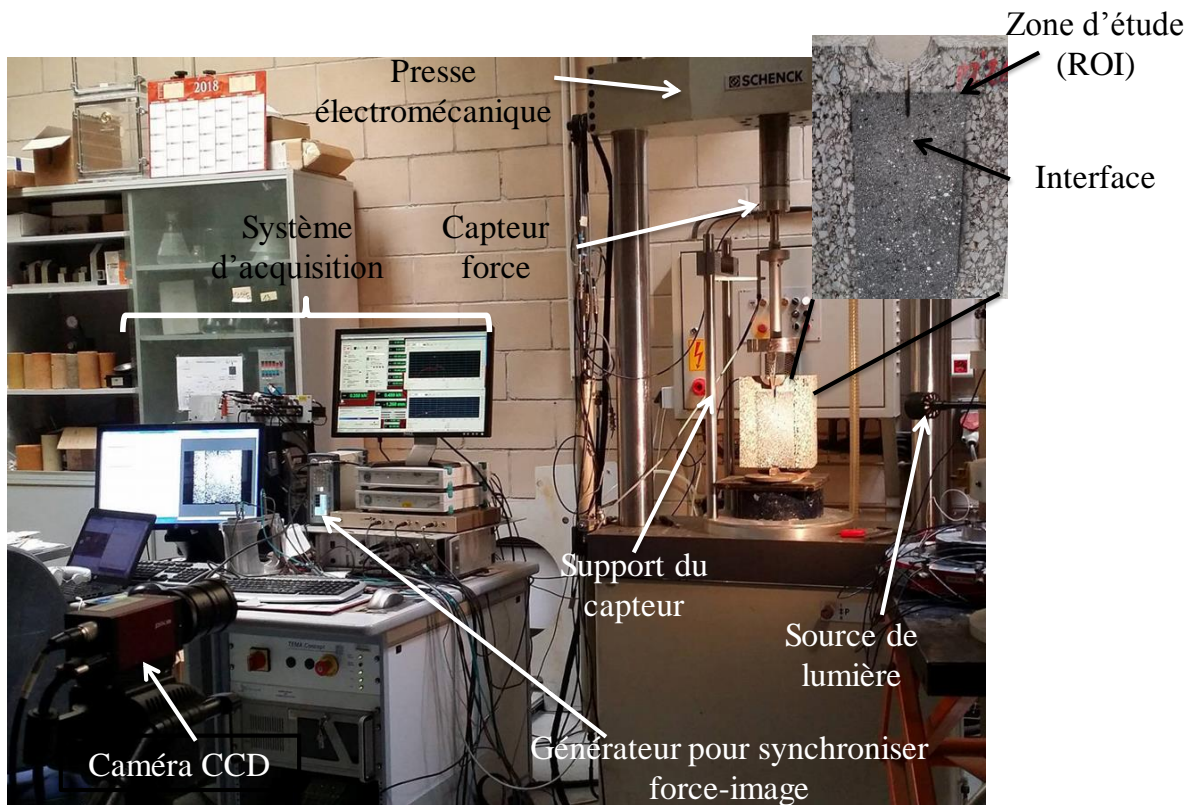 Zone d’étude
(ROI)
Presse
électromécanique
SCHENCK
2018
Interface
Système
d’acquisition
Capteur
force
Support du
capteur
Source de
lumière
Caméra CCD
Générateur pour synchroniser
force-image